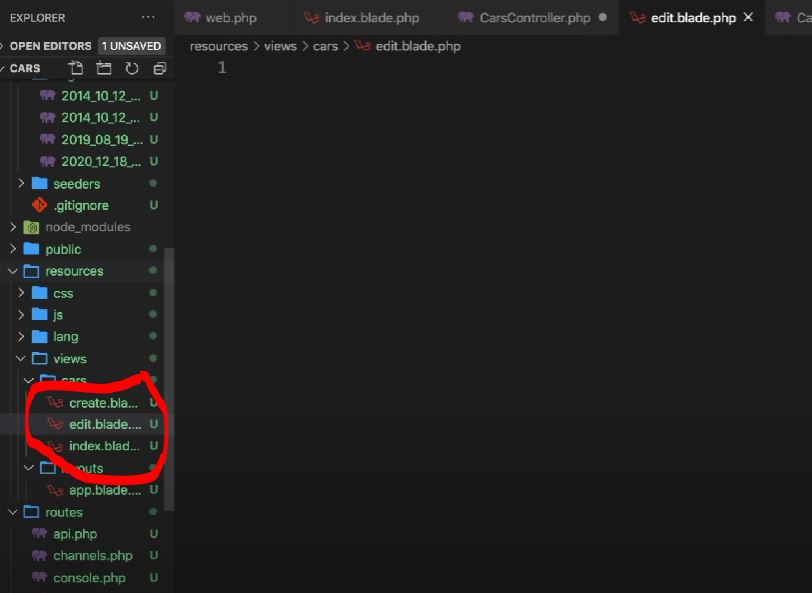 EXPLORER ...
web.php index.blade.php CarsController.php edit.blade.php Ca
OPEN EDITORS 1 UNSAVED
resources > views > cars > edit.blade.php
CARS
1
2014_10_12_... U
2014_10_12_... U
2019_08_19_... U
2020_12_18_... U
seeders
.gitignore U
node_modules
public
resources
css
js
lang
views
cars
create.bla... U
edit.blade.... U
index.blad... U
layouts
app.blade.... U
routes
api.php U
channels.php U
console.php U